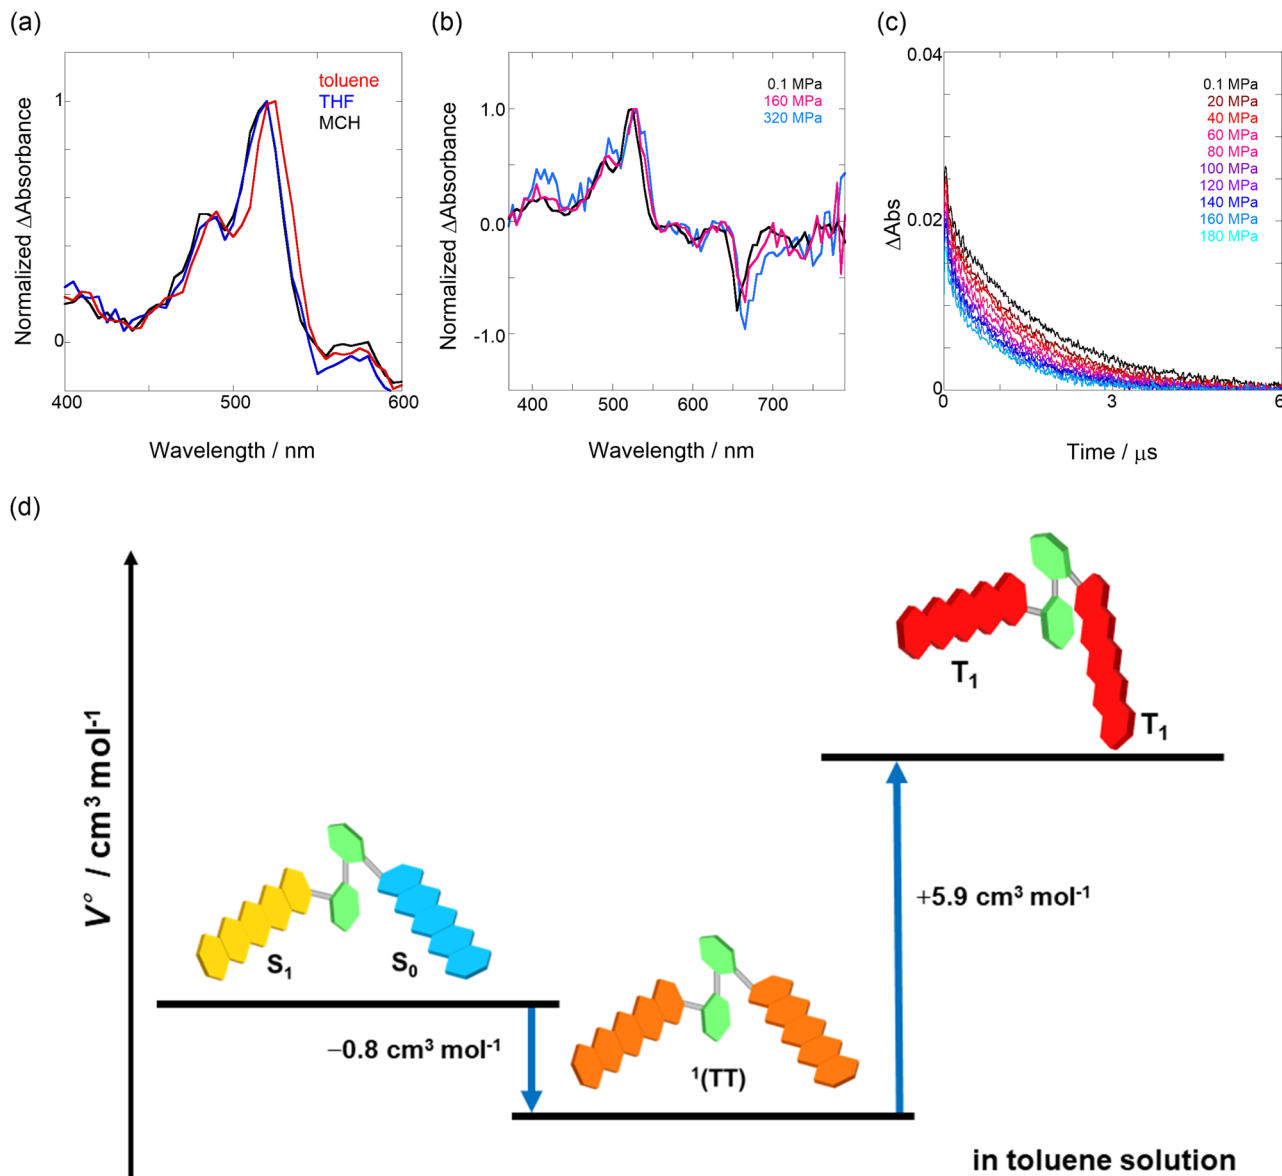 (a)
toluene
THF
MCH
1
0
Normalized ΔAbsorbance
400
500
600
Wavelength / nm
(b)
0.1 MPa
160 MPa
320 MPa
1.0
0.0
-1.0
Normalized ΔAbsorbance
400
500
600
700
Wavelength / nm
(c)
0.04
0.02
0
ΔAbs
0.1 MPa
20 MPa
40 MPa
60 MPa
80 MPa
100 MPa
120 MPa
140 MPa
160 MPa
180 MPa
0
3
6
Time / μs
(d)
V° / cm³ mol⁻¹
S₁
S₀
−0.8 cm³ mol⁻¹
¹(TT)
+5.9 cm³ mol⁻¹
T₁
T₁
in toluene solution